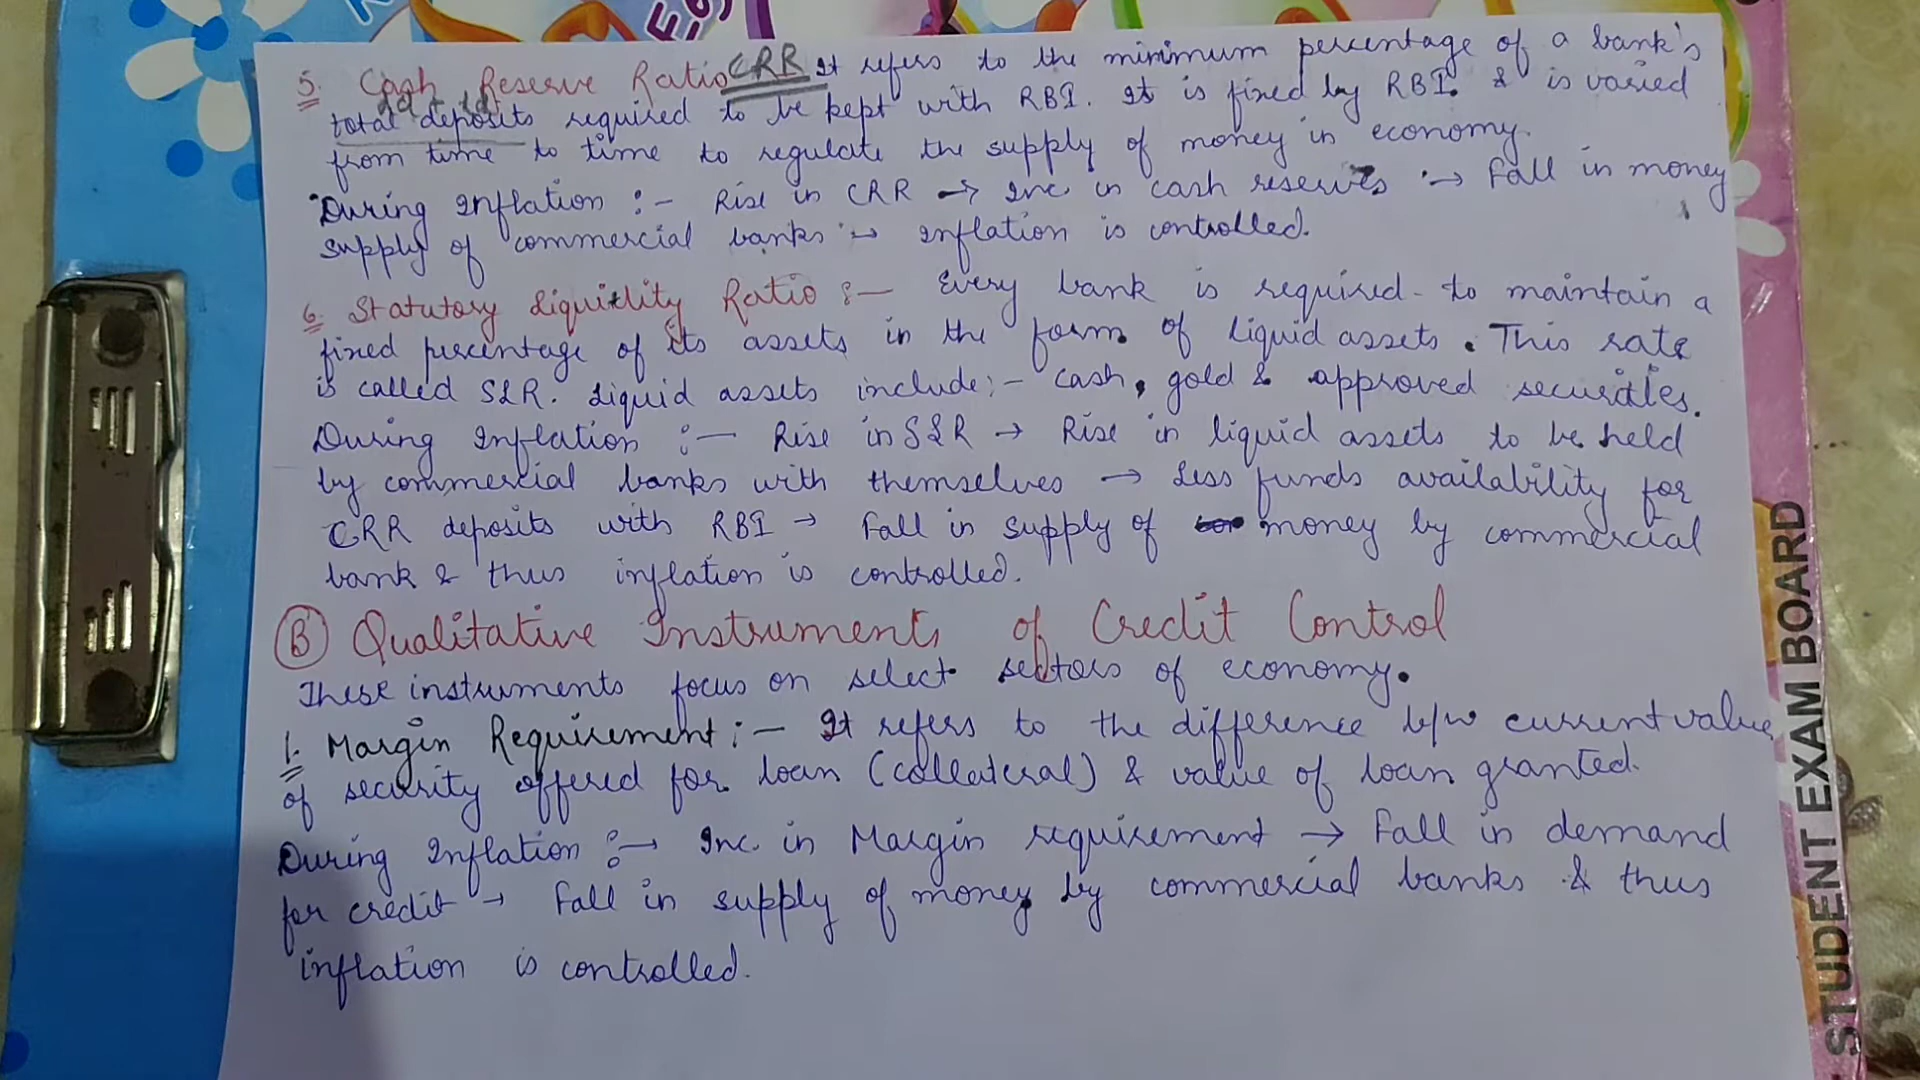 5. Cash Reserve Ratio CRR It refers to the minimum percentage of a bank's
dd + td
total deposits required to be kept with RBI. It is fixed by RBI. & is varied
from time to time to regulate the supply of money in economy.
During Inflation :- Rise in CRR → Inc in cash reserves → Fall in money
supply of commercial banks → Inflation is controlled.
6. Statutory Liquidity Ratio :- Every bank is required to maintain a
fixed percentage of its assets in the form of liquid assets. This rate
is called SLR. Liquid assets include:- cash, gold & approved securities.
During Inflation :- Rise in SLR → Rise in liquid assets to be held
by commercial banks with themselves → Less funds availability for
CRR deposits with RBI → Fall in supply of money by commercial
bank & thus inflation is controlled.
(B) Qualitative Instruments of Credit Control
These instruments focus on select sectors of economy.
1. Margin Requirement :- It refers to the difference b/w current value
of security offered for loan (collateral) & value of loan granted.
During Inflation :→ Inc. in Margin requirement → Fall in demand
for credit → Fall in supply of money by commercial banks & thus
inflation is controlled.
STUDENT EXAM BOARD